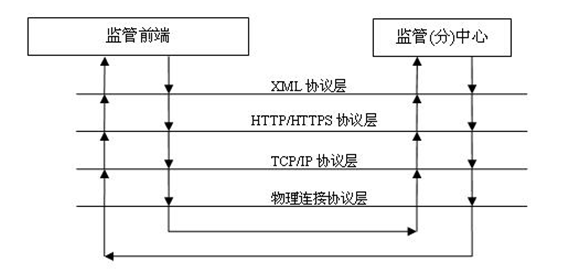 监管前端
监管(分)中心
XML 协议层
HTTP/HTTPS 协议层
TCP/IP 协议层
物理连接协议层